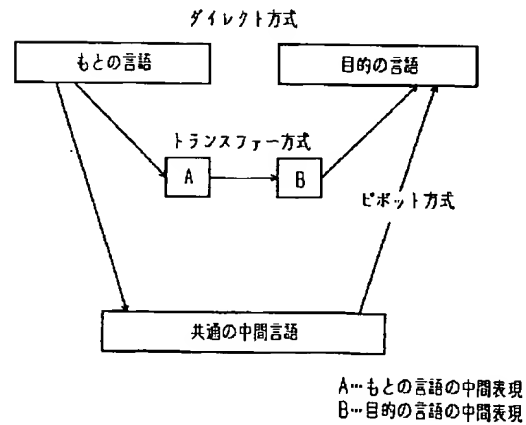 ダイレクト方式
もとの言語
目的の言語
トランスファー方式
A
B
ピボット方式
共通の中間言語
A…もとの言語の中間表現
B…目的の言語の中間表現